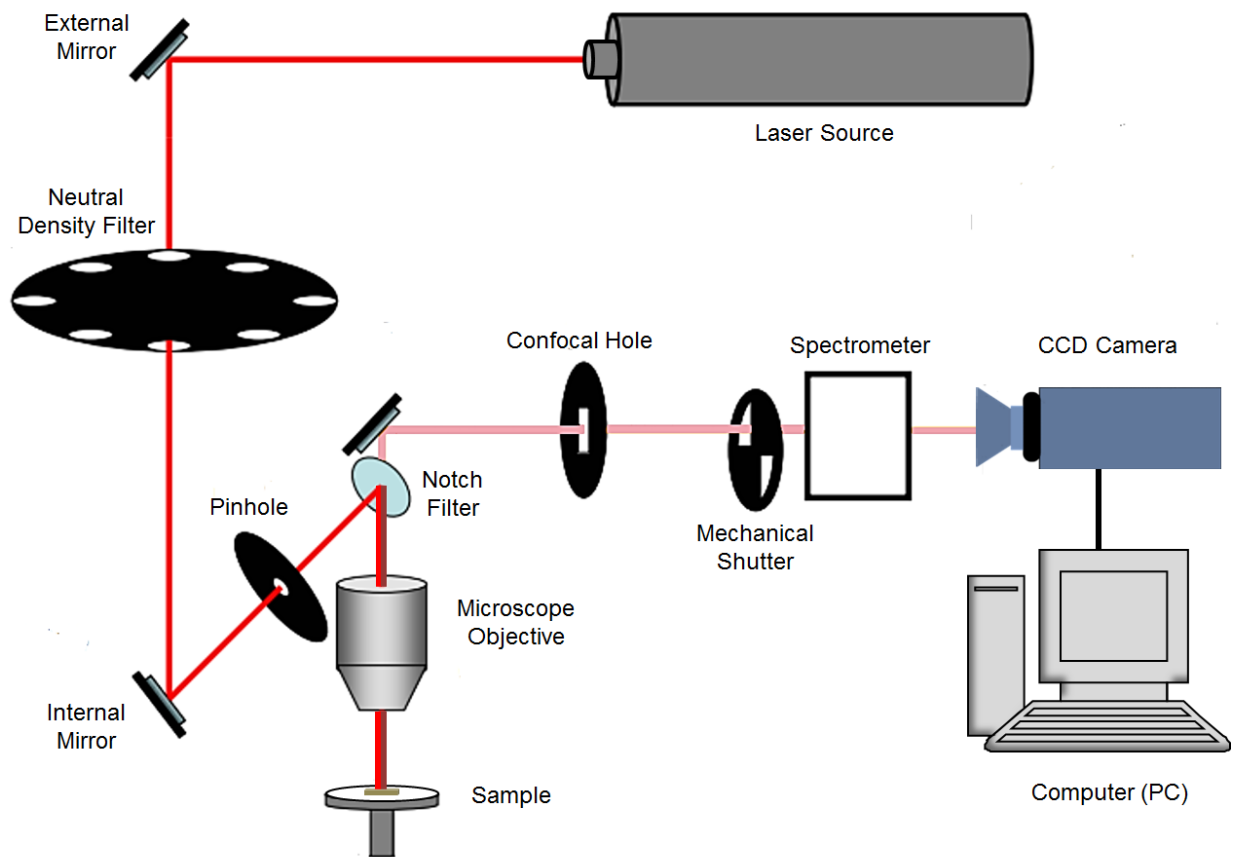 External
Mirror
Laser Source
Neutral
Density Filter
Confocal Hole
Spectrometer
CCD Camera
Notch
Filter
Pinhole
Mechanical
Shutter
Microscope
Objective
Internal
Mirror
Sample
Computer (PC)